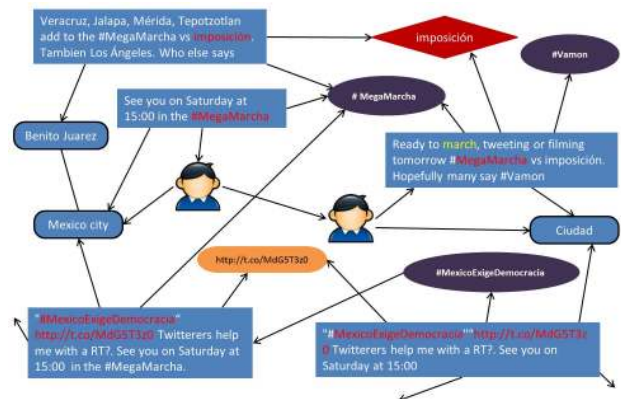 Veracruz, Jalapa, Mérida, Tepotzotlan
add to the #MegaMarcha vs imposición.
Tambien Los Ángeles. Who else says
imposición
#Vamon
# MegaMarcha
See you on Saturday at
15:00 in the #MegaMarcha
Benito Juarez
Ready to march, tweeting or filming
tomorrow #MegaMarcha vs imposición.
Hopefully many say #Vamon
Mexico city
Ciudad
http://t.co/MdG5T3z0
#MexicoExigeDemocracia
"#MexicoExigeDemocracia"
http://t.co/MdG5T3z0 Twitterers help
me with a RT?. See you on Saturday at
15:00 in the #MegaMarcha.
"#MexicoExigeDemocracia""http://t.co/MdG5T3z
0 Twitterers help me with a RT?. See you on
Saturday at 15:00